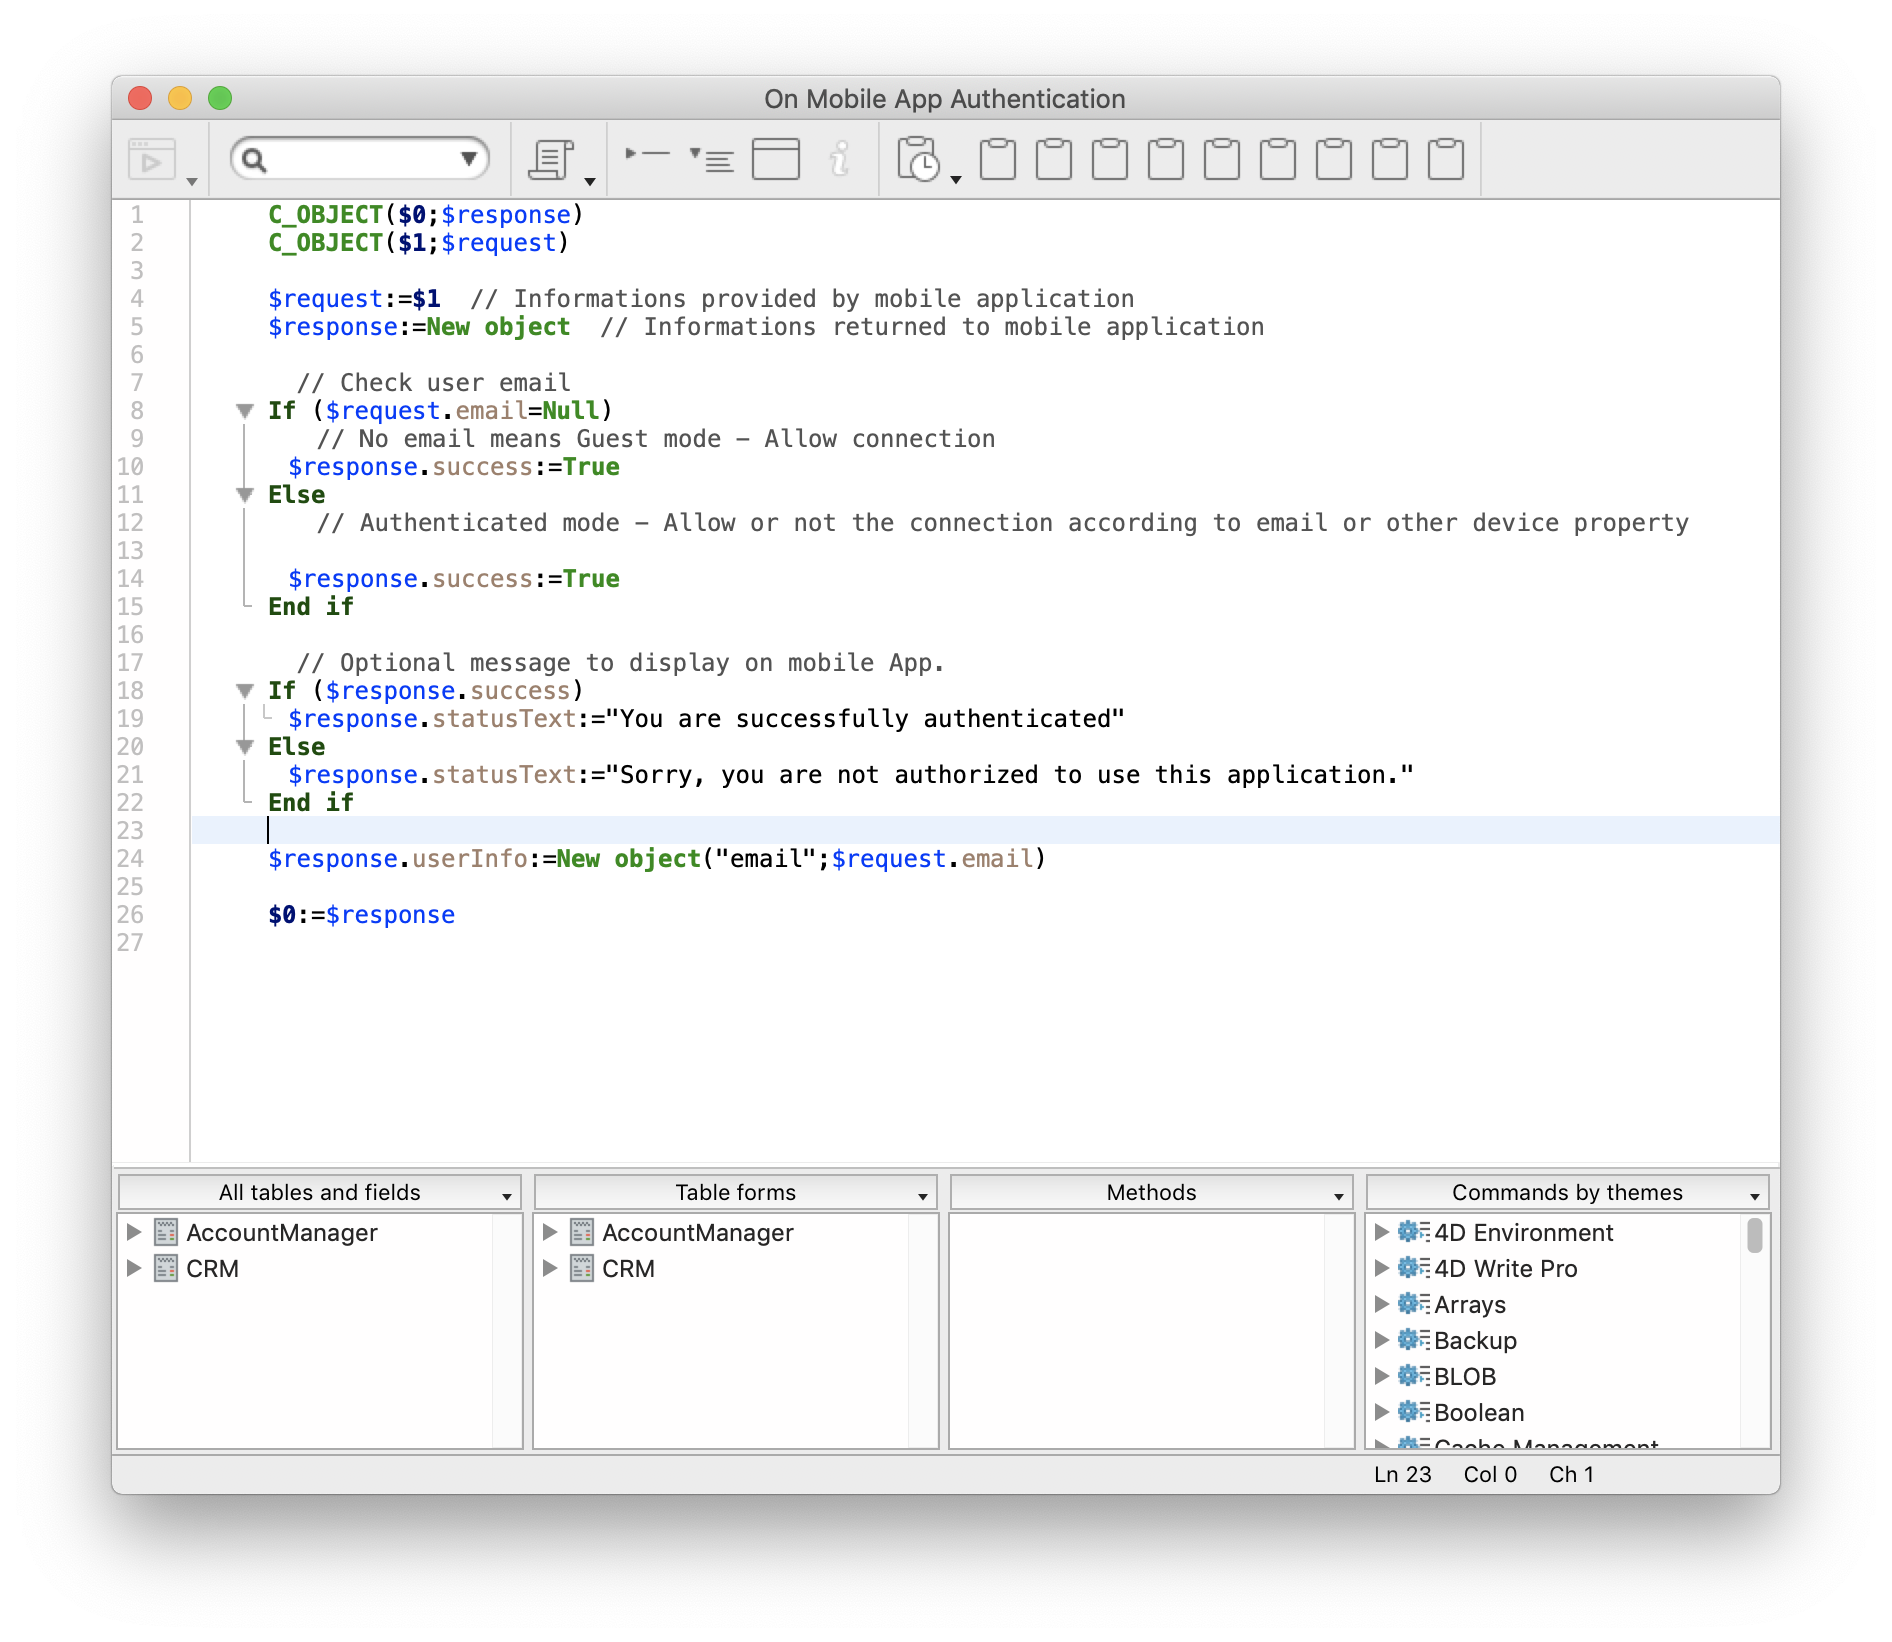 On Mobile App Authentication
1 C_OBJECT($0;$response)
2 C_OBJECT($1;$request)
3
4 $request:=$1  // Informations provided by mobile application
5 $response:=New object  // Informations returned to mobile application
6
7 // Check user email
8 If ($request.email=Null)
9 // No email means Guest mode – Allow connection
10 $response.success:=True
11 Else
12 // Authenticated mode – Allow or not the connection according to email or other device property
13
14 $response.success:=True
15 End if
16
17 // Optional message to display on mobile App.
18 If ($response.success)
19 $response.statusText:="You are successfully authenticated"
20 Else
21 $response.statusText:="Sorry, you are not authorized to use this application."
22 End if
23
24 $response.userInfo:=New object("email";$request.email)
25
26 $0:=$response
27
All tables and fields
AccountManager
CRM
Table forms
AccountManager
CRM
Methods
Commands by themes
4D Environment
4D Write Pro
Arrays
Backup
BLOB
Boolean
Cache Management
Ln 23 Col 0 Ch 1